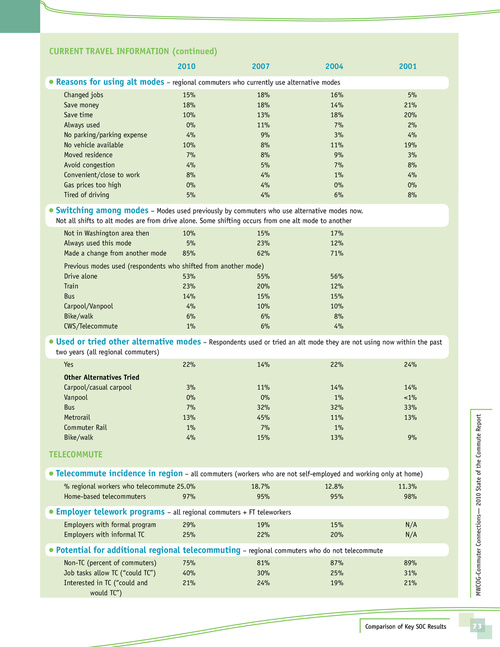 CURRENT TRAVEL INFORMATION (continued)
2010 2007 2004 2001
• Reasons for using alt modes – regional commuters who currently use alternative modes
Changed jobs 15% 18% 16% 5%
Save money 18% 18% 14% 21%
Save time 10% 13% 18% 20%
Always used 0% 11% 7% 2%
No parking/parking expense 4% 9% 3% 4%
No vehicle available 10% 8% 11% 19%
Moved residence 7% 8% 9% 3%
Avoid congestion 4% 5% 7% 8%
Convenient/close to work 8% 4% 1% 4%
Gas prices too high 0% 4% 0% 0%
Tired of driving 5% 4% 6% 8%
• Switching among modes – Modes used previously by commuters who use alternative modes now.
Not all shifts to alt modes are from drive alone. Some shifting occurs from one alt mode to another
Not in Washington area then 10% 15% 17%
Always used this mode 5% 23% 12%
Made a change from another mode 85% 62% 71%
Previous modes used (respondents who shifted from another mode)
Drive alone 53% 55% 56%
Train 23% 20% 12%
Bus 14% 15% 15%
Carpool/Vanpool 4% 10% 10%
Bike/walk 6% 6% 8%
CWS/Telecommute 1% 6% 4%
• Used or tried other alternative modes – Respondents used or tried an alt mode they are not using now within the past
two years (all regional commuters)
Yes 22% 14% 22% 24%
Other Alternatives Tried
Carpool/casual carpool 3% 11% 14% 14%
Vanpool 0% 0% 1% <1%
Bus 7% 32% 32% 33%
Metrorail 13% 45% 11% 13%
Commuter Rail 1% 7% 1%
Bike/walk 4% 15% 13% 9%
TELECOMMUTE
• Telecommute incidence in region – all commuters (workers who are not self-employed and working only at home)
% regional workers who telecommute 25.0% 18.7% 12.8% 11.3%
Home-based telecommuters 97% 95% 95% 98%
• Employer telework programs – all regional commuters + FT teleworkers
Employers with formal program 29% 19% 15% N/A
Employers with informal TC 25% 22% 20% N/A
• Potential for additional regional telecommuting – regional commuters who do not telecommute
Non-TC (percent of commuters) 75% 81% 87% 89%
Job tasks allow TC ("could TC") 40% 30% 25% 31%
Interested in TC ("could and 21% 24% 19% 21%
would TC")
MWCOG-Commuter Connections— 2010 State of the Commute Report
Comparison of Key SOC Results 73